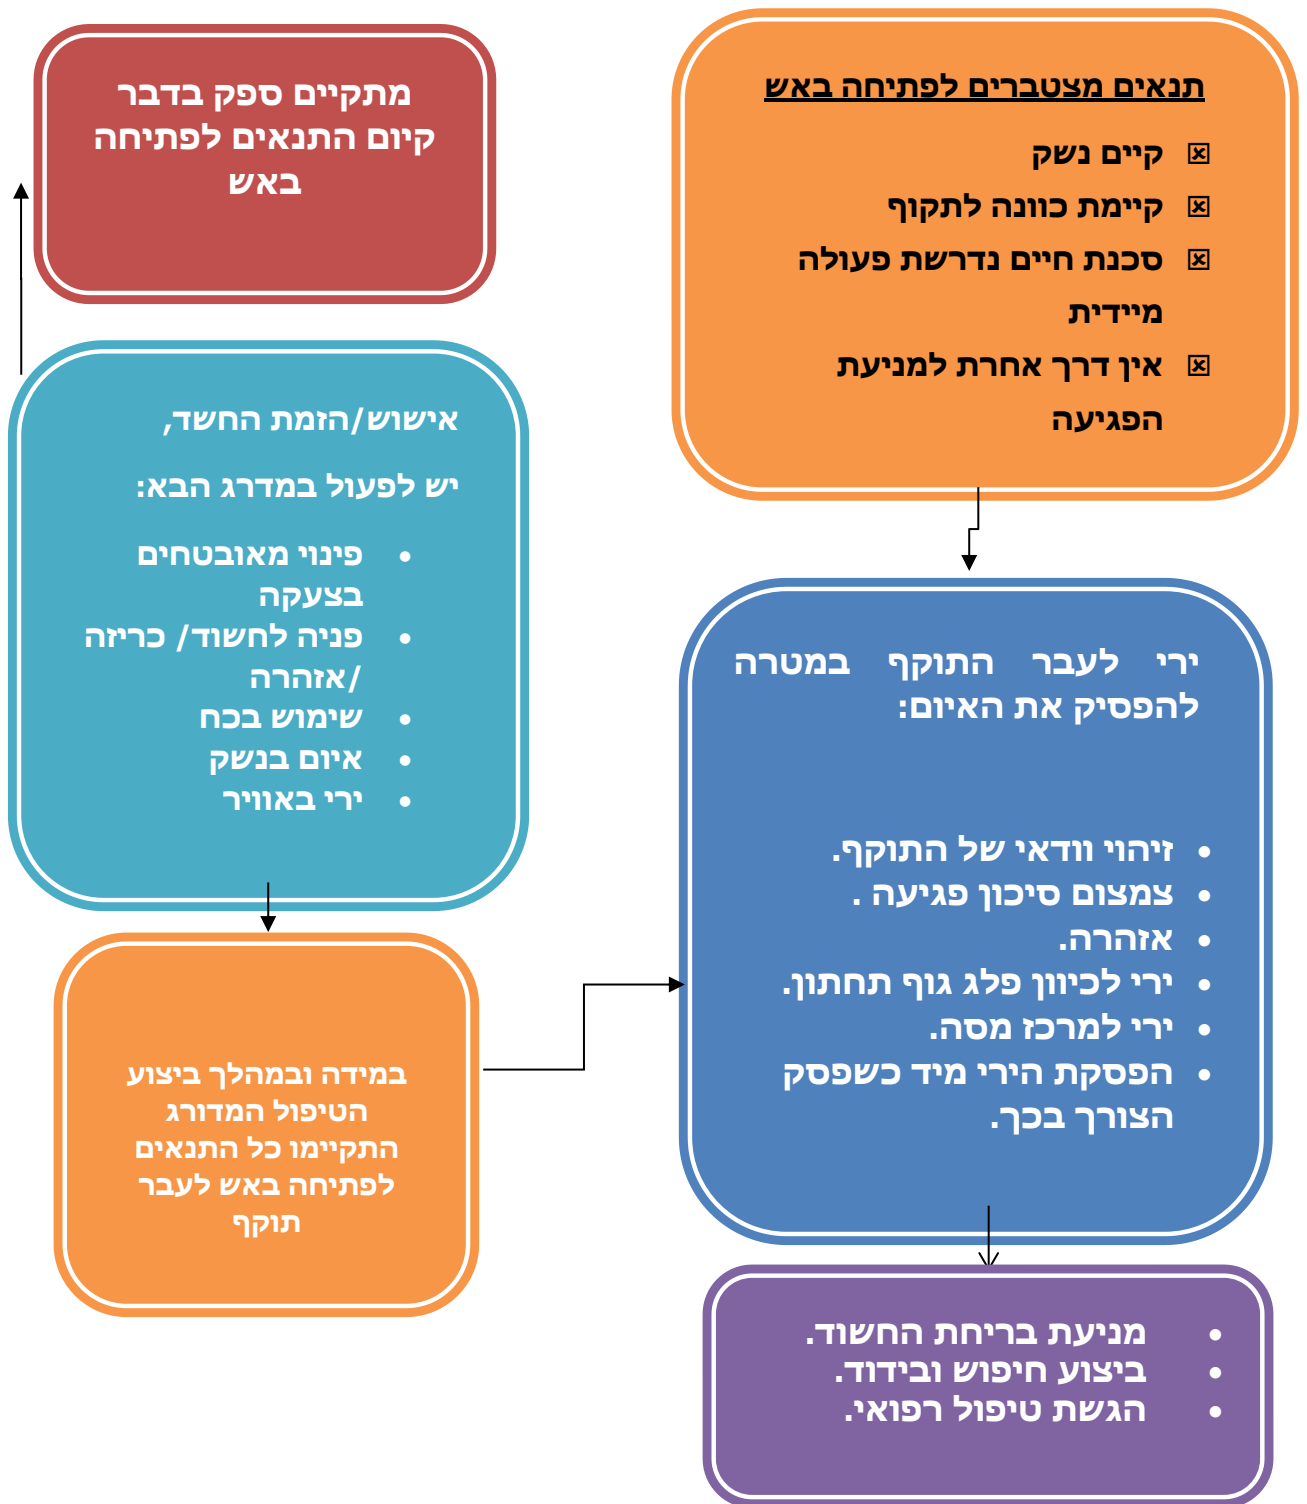 תנאים מצטברים לפתיחה באש
קיים נשק
קיימת כוונה לתקוף
סכנת חיים נדרשת פעולה
מיידית
אין דרך אחרת למניעת
הפגיעה
מתקיים ספק בדבר
קיום התנאים לפתיחה
באש
אישוש/הזמת החשד,
יש לפעול במדרג הבא:
• פינוי מאובטחים
בצעקה
• פניה לחשוד/ כריזה
/אזהרה
• שימוש בכח
• איום בנשק
• ירי באוויר
ירי לעבר התוקף במטרה
להפסיק את האיום:
• זיהוי וודאי של התוקף.
• צמצום סיכון פגיעה .
• אזהרה.
• ירי לכיוון פלג גוף תחתון.
• ירי למרכז מסה.
• הפסקת הירי מיד כשפסק
הצורך בכך.
במידה ובמהלך ביצוע
הטיפול המדורג
התקיימו כל התנאים
לפתיחה באש לעבר
תוקף
• מניעת בריחת החשוד.
• ביצוע חיפוש ובידוד.
• הגשת טיפול רפואי.